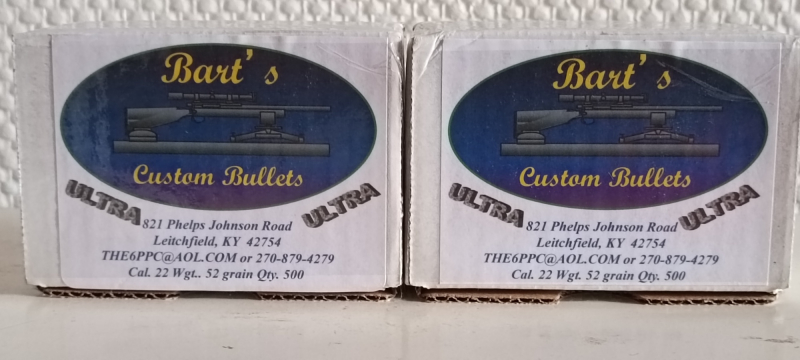 Bart's
Custom Bullets
ULTRA ULTRA
821 Phelps Johnson Road
Leitchfield, KY 42754
THE6PPC@AOL.COM or 270-879-4279
Cal. 22 Wgt.. 52 grain Qty. 500
Bart's
Custom Bullets
ULTRA ULTRA
821 Phelps Johnson Road
Leitchfield, KY 42754
THE6PPC@AOL.COM or 270-879-4279
Cal. 22 Wgt.. 52 grain Qty. 500